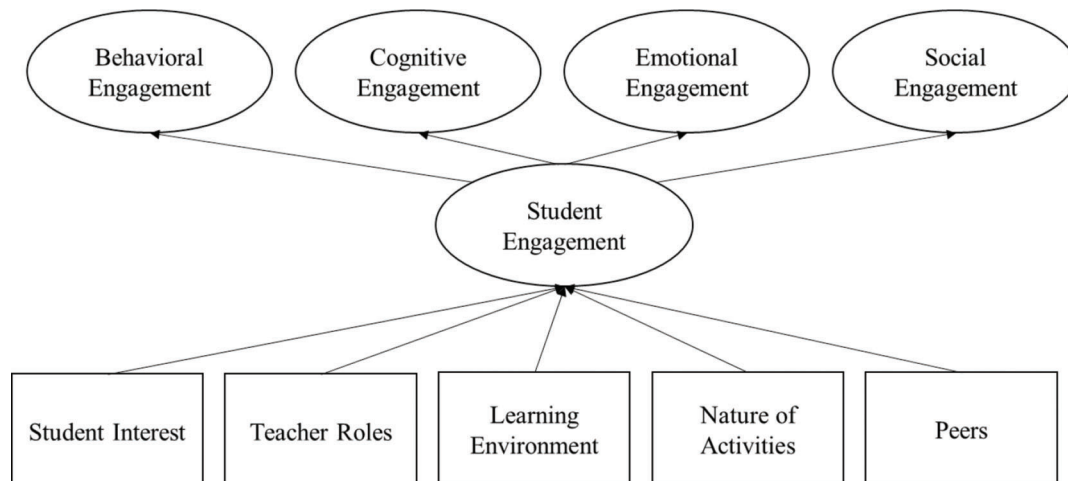 Behavioral
Engagement
Cognitive
Engagement
Emotional
Engagement
Social
Engagement
Student
Engagement
Student Interest
Teacher Roles
Learning
Environment
Nature of
Activities
Peers